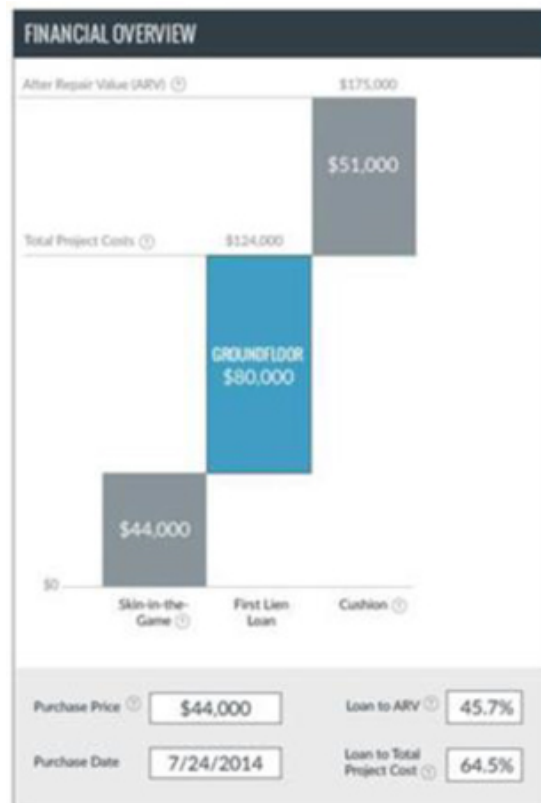 FINANCIAL OVERVIEW
After Repair Value (ARV) ? $175,000
$51,000
Total Project Costs ? $124,000
GROUNDFLOOR
$80,000
$44,000
$0
Skin-in-the-
Game ?
First Lien
Loan
Cushion ?
Purchase Price ? $44,000
Loan to ARV ? 45.7%
Purchase Date 7/24/2014
Loan to Total
Project Cost ? 64.5%